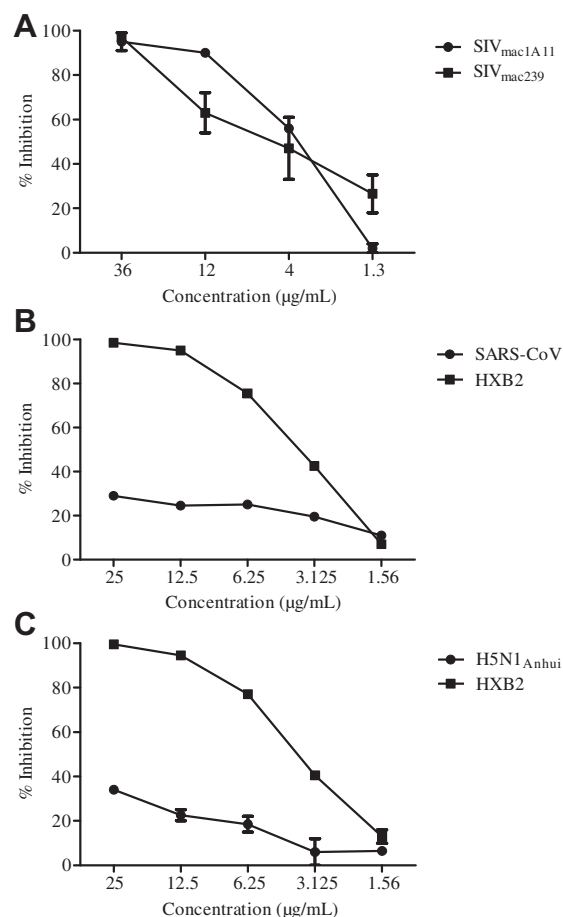 A
100
80
60
40
20
0
% Inhibition
36 12 4 1.3
Concentration (µg/mL)
SIVmac1A11
SIVmac239
B
100
80
60
40
20
0
% Inhibition
25 12.5 6.25 3.125 1.56
Concentration (µg/mL)
SARS-CoV
HXB2
C
100
80
60
40
20
0
% Inhibition
25 12.5 6.25 3.125 1.56
Concentration (µg/mL)
H5N1Anhui
HXB2